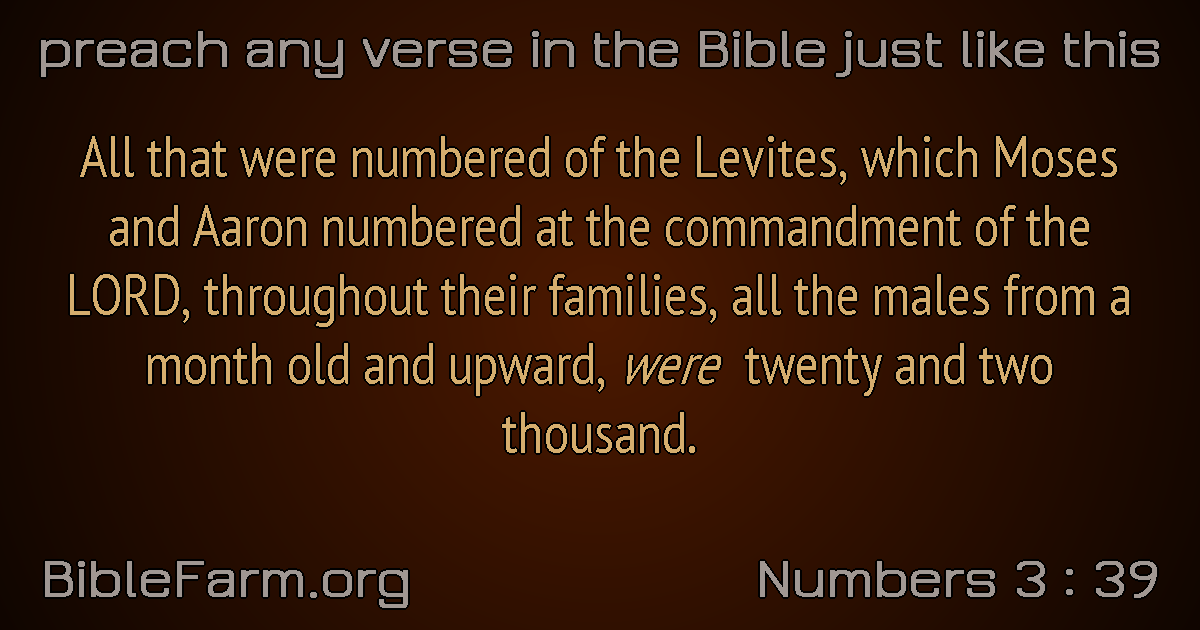 preach any verse in the Bible just like this
All that were numbered of the Levites, which Moses
and Aaron numbered at the commandment of the
LORD, throughout their families, all the males from a
month old and upward, were twenty and two
thousand.
BibleFarm.org
Numbers 3 : 39